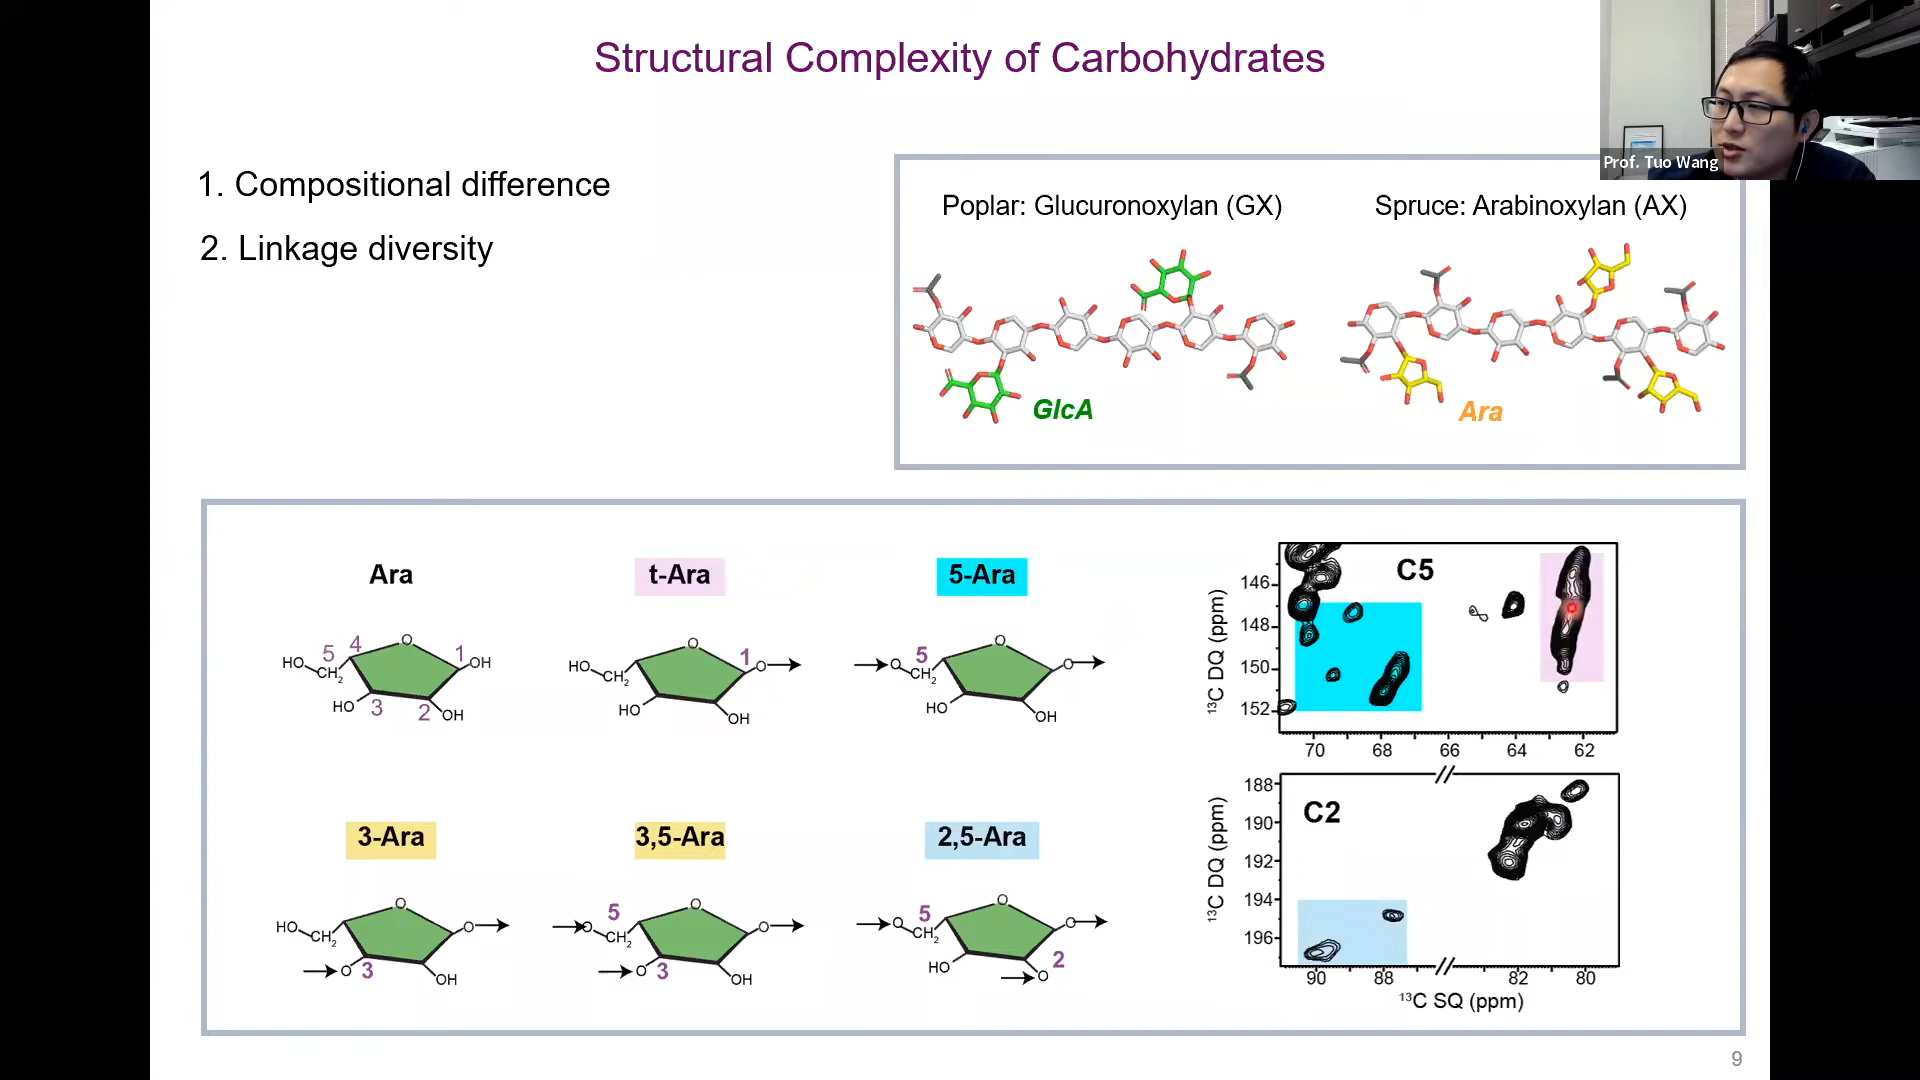 Structural Complexity of Carbohydrates
Prof. Tuo Wang
1. Compositional difference
2. Linkage diversity
Poplar: Glucuronoxylan (GX)
Spruce: Arabinoxylan (AX)
GlcA
Ara
Ara
t-Ara
5-Ara
HO 5 CH2 4 O 1 OH
HO 3 2 OH
HO CH2 O 1 O
HO OH
O 5 CH2 O O
HO OH
3-Ara
3,5-Ara
2,5-Ara
HO CH2 O O
O 3 OH
O 5 CH2 O O
O 3 OH
O 5 CH2 O O
HO 2 O
C5
146
148
150
152
13C DQ (ppm)
70 68 66 64 62
C2
188
190
192
194
196
13C DQ (ppm)
90 88 82 80
13C SQ (ppm)
9